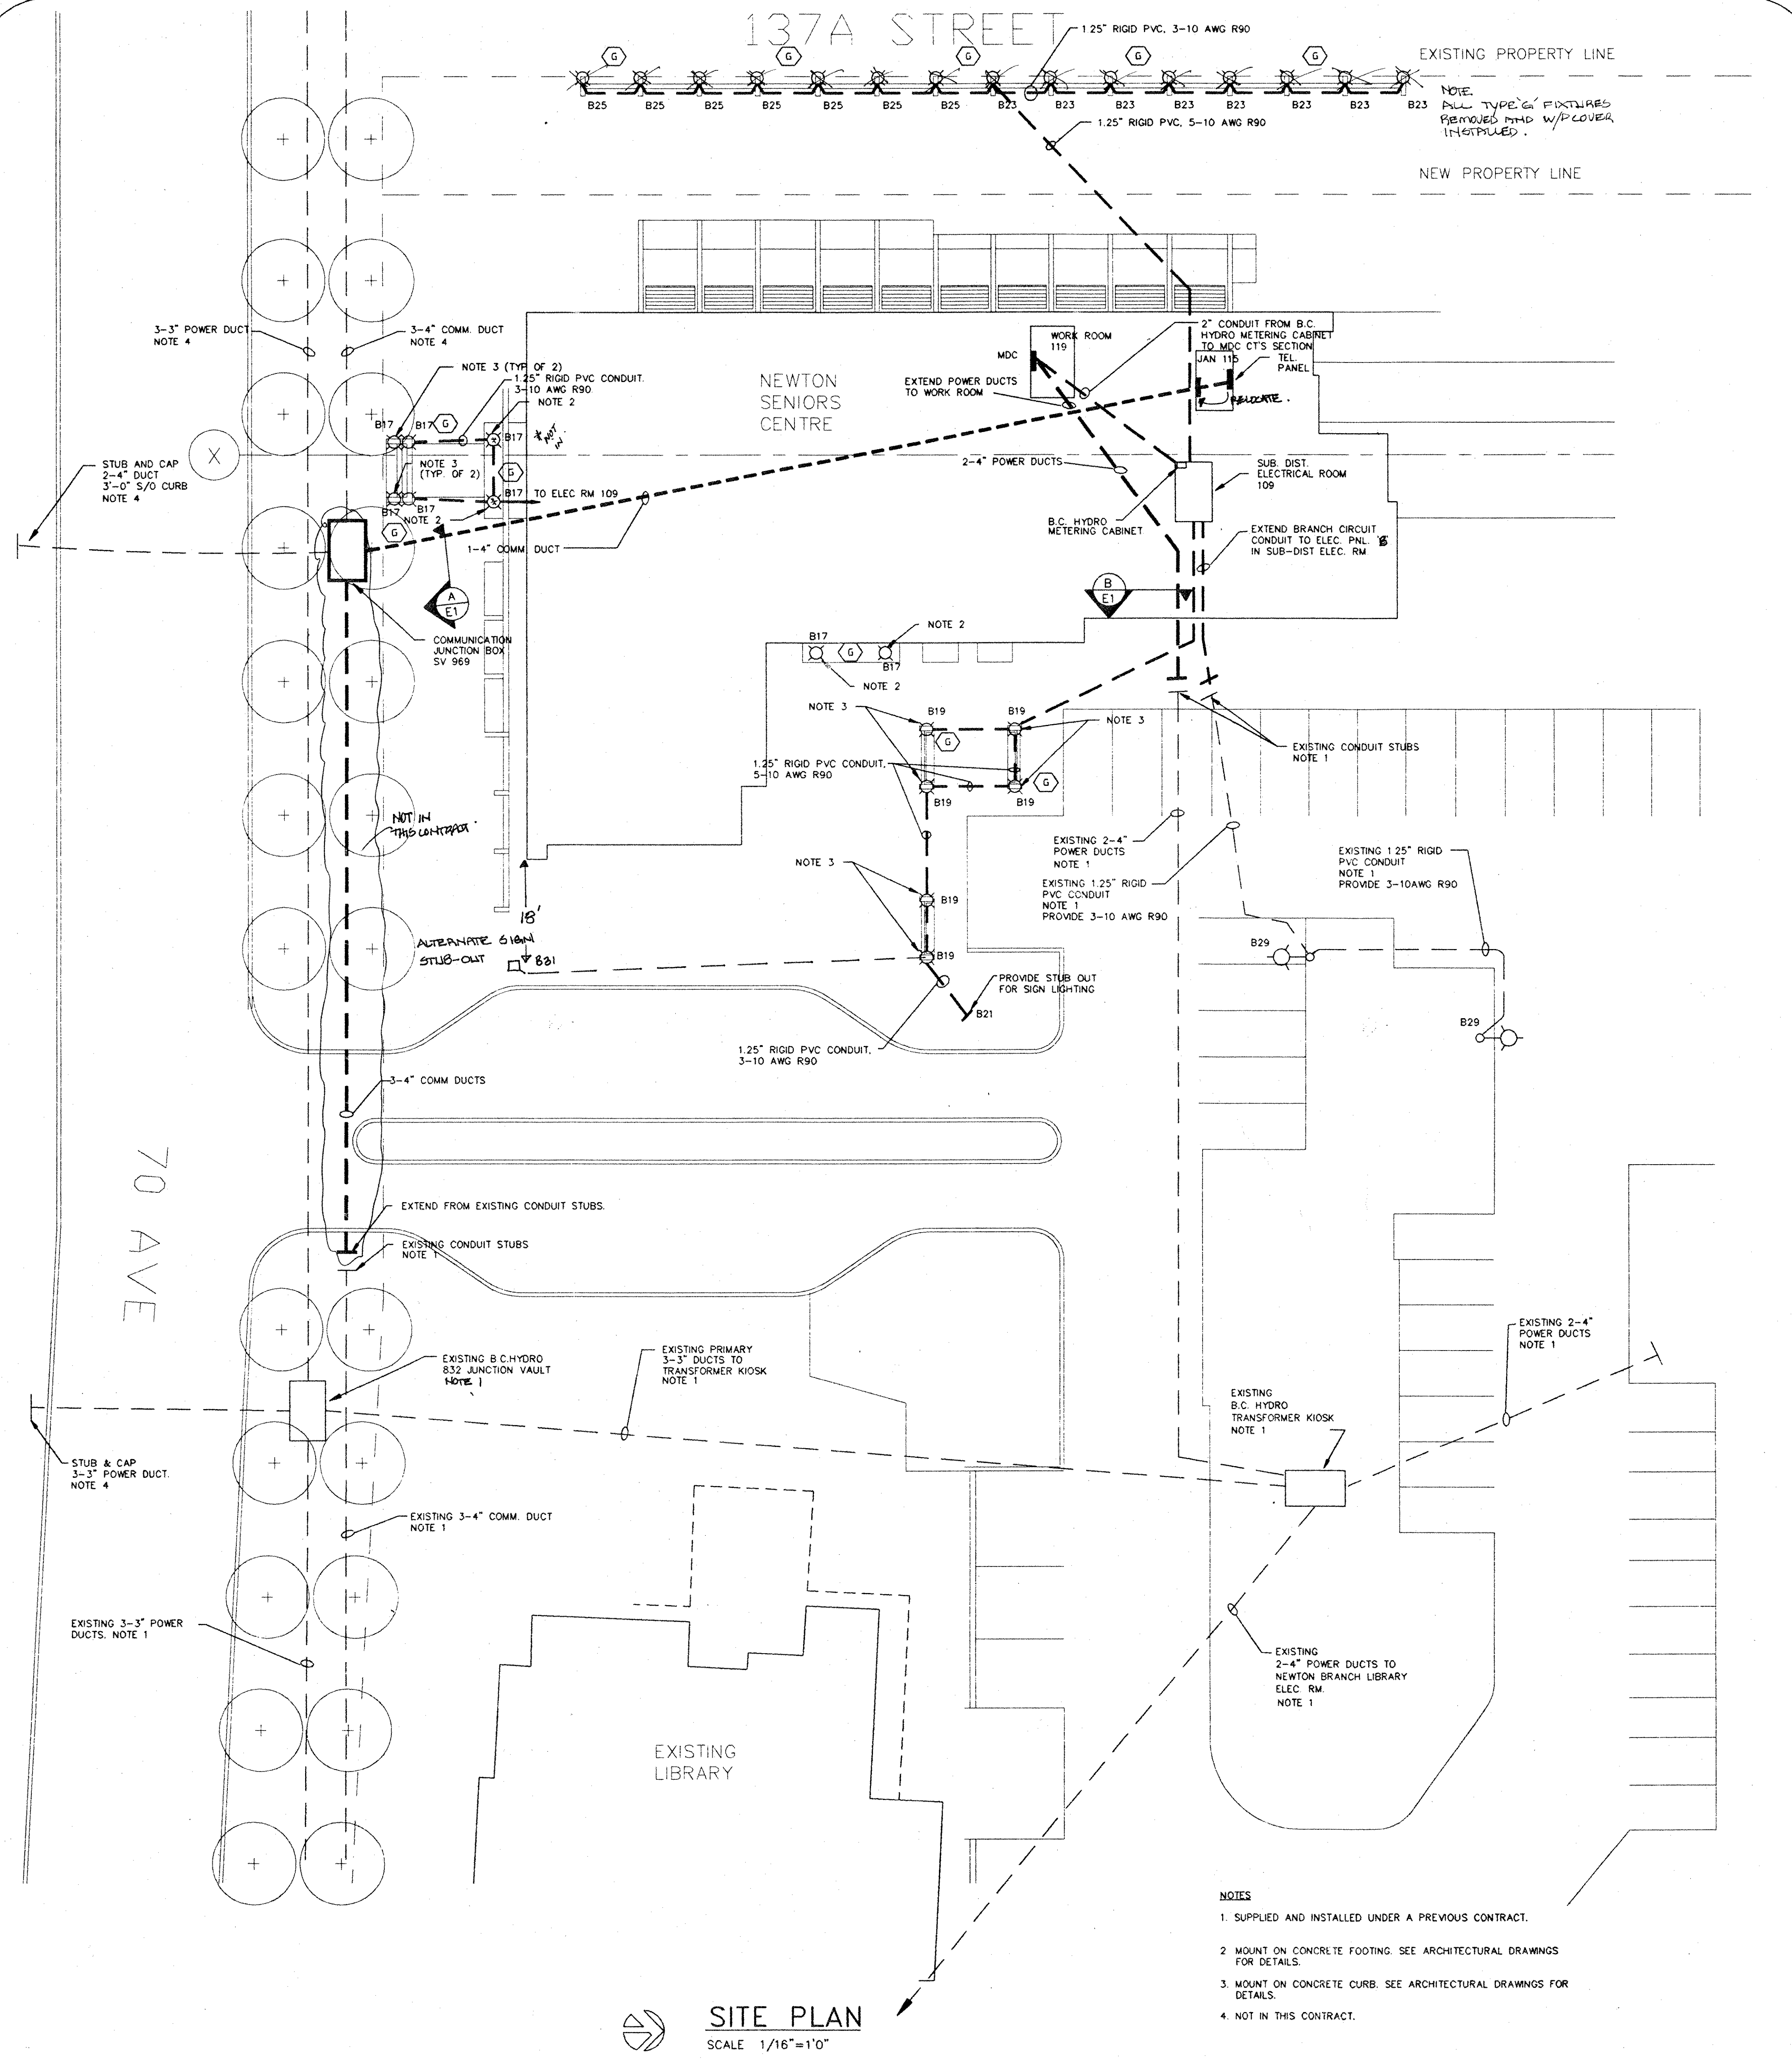 137A STREET
1.25" RIGID PVC, 3-10 AWG R90
EXISTING PROPERTY LINE
G
G
G
G
G
B25
B25
B25
B25
B25
B25
B25
B23
B23
B23
B23
B23
B23
B23
B23
NOTE
ALL TYPE 'G' FIXTURES
REMOVED AND W/P COVER
INSTALLED.
1.25" RIGID PVC, 5-10 AWG R90
NEW PROPERTY LINE
3-3" POWER DUCT
NOTE 4
3-4" COMM. DUCT
NOTE 4
NOTE 3 (TYP. OF 2)
1.25" RIGID PVC CONDUIT.
3-10 AWG R90
NOTE 2
NEWTON
SENIORS
CENTRE
MDC
WORK ROOM
119
2" CONDUIT FROM B.C.
HYDRO METERING CABINET
TO MDC CT'S SECTION
JAN 115
TEL.
PANEL
EXTEND POWER DUCTS
TO WORK ROOM
RELOCATE.
B17
B17
G
B17
* NOT
IN
X
NOTE 3
(TYP. OF 2)
G
STUB AND CAP
2-4" DUCT
3'-0" S/O CURB
NOTE 4
B17
TO ELEC RM 109
B17
B17
NOTE 2
G
2-4" POWER DUCTS
SUB. DIST.
ELECTRICAL ROOM
109
B.C. HYDRO
METERING CABINET
EXTEND BRANCH CIRCUIT
CONDUIT TO ELEC. PNL. 'B'
IN SUB-DIST ELEC. RM
1-4" COMM. DUCT
A
E1
B
E1
COMMUNICATION
JUNCTION BOX
SV 969
B17
G
NOTE 2
B17
NOTE 2
NOTE 3
B19
B19
NOTE 3
G
EXISTING CONDUIT STUBS
NOTE 1
1.25" RIGID PVC CONDUIT,
5-10 AWG R90
G
B19
B19
NOT IN
THIS CONTRACT.
EXISTING 2-4"
POWER DUCTS
NOTE 1
EXISTING 1.25" RIGID
PVC CONDUIT
NOTE 1
PROVIDE 3-10AWG R90
NOTE 3
EXISTING 1.25" RIGID
PVC CONDUIT
NOTE 1
PROVIDE 3-10 AWG R90
B19
18'
ALTERNATE SIGN
STUB-OUT
B31
B19
B29
PROVIDE STUB OUT
FOR SIGN LIGHTING
B21
B29
1.25" RIGID PVC CONDUIT,
3-10 AWG R90
3-4" COMM DUCTS
70 AVE
EXTEND FROM EXISTING CONDUIT STUBS.
EXISTING CONDUIT STUBS
NOTE 1
EXISTING B.C.HYDRO
832 JUNCTION VAULT
NOTE 1
EXISTING PRIMARY
3-3" DUCTS TO
TRANSFORMER KIOSK
NOTE 1
EXISTING 2-4"
POWER DUCTS
NOTE 1
EXISTING
B.C. HYDRO
TRANSFORMER KIOSK
NOTE 1
STUB & CAP
3-3" POWER DUCT.
NOTE 4
EXISTING 3-4" COMM. DUCT
NOTE 1
EXISTING 3-3" POWER
DUCTS. NOTE 1
EXISTING
2-4" POWER DUCTS TO
NEWTON BRANCH LIBRARY
ELEC. RM.
NOTE 1
EXISTING
LIBRARY
NOTES
1. SUPPLIED AND INSTALLED UNDER A PREVIOUS CONTRACT.
2 MOUNT ON CONCRETE FOOTING. SEE ARCHITECTURAL DRAWINGS
FOR DETAILS.
3. MOUNT ON CONCRETE CURB. SEE ARCHITECTURAL DRAWINGS FOR
DETAILS.
4. NOT IN THIS CONTRACT.
SITE PLAN
SCALE 1/16"=1'0"